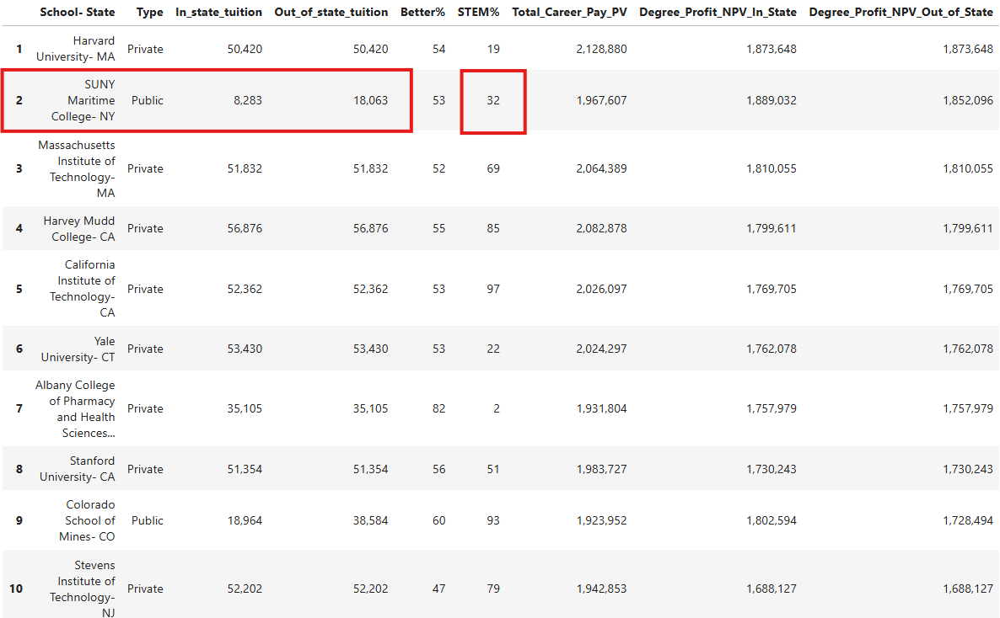 School- State Type In_state_tuition Out_of_state_tuition Better% STEM% Total_Career_Pay_PV Degree_Profit_NPV_In_State Degree_Profit_NPV_Out_of_State
1 Harvard University- MA Private 50,420 50,420 54 19 2,128,880 1,873,648 1,873,648
2 SUNY Maritime College- NY Public 8,283 18,063 53 32 1,967,607 1,889,032 1,852,096
3 Massachusetts Institute of Technology- MA Private 51,832 51,832 52 69 2,064,389 1,810,055 1,810,055
4 Harvey Mudd College- CA Private 56,876 56,876 55 85 2,082,878 1,799,611 1,799,611
5 California Institute of Technology- CA Private 52,362 52,362 53 97 2,026,097 1,769,705 1,769,705
6 Yale University- CT Private 53,430 53,430 53 22 2,024,297 1,762,078 1,762,078
7 Albany College of Pharmacy and Health Sciences... Private 35,105 35,105 82 2 1,931,804 1,757,979 1,757,979
8 Stanford University- CA Private 51,354 51,354 56 51 1,983,727 1,730,243 1,730,243
9 Colorado School of Mines- CO Public 18,964 38,584 60 93 1,923,952 1,802,594 1,728,494
10 Stevens Institute of Technology- NJ Private 52,202 52,202 47 79 1,942,853 1,688,127 1,688,127